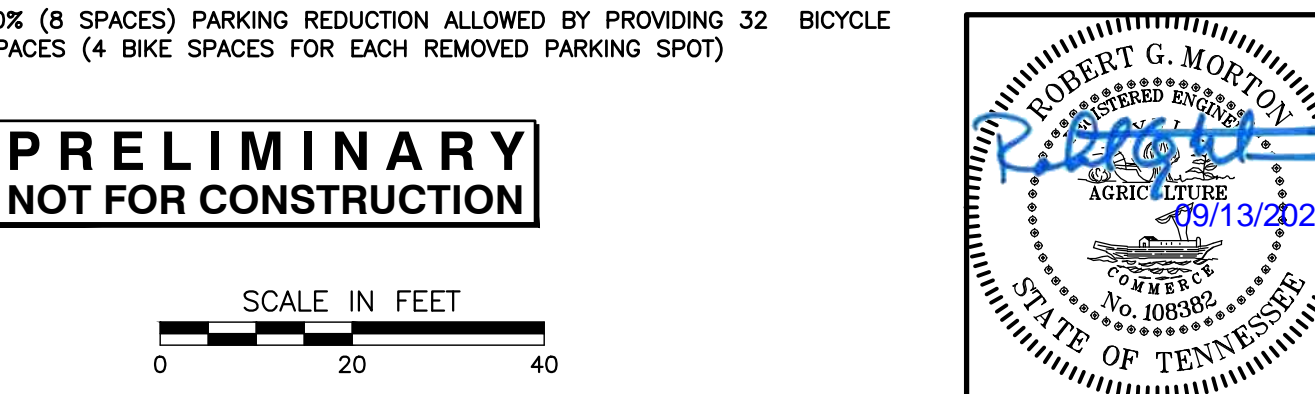 0% (8 SPACES) PARKING REDUCTION ALLOWED BY PROVIDING 32 BICYCLE
PACES (4 BIKE SPACES FOR EACH REMOVED PARKING SPOT)
PRELIMINARY
NOT FOR CONSTRUCTION
SCALE IN FEET
0 20 40
ROBERT G. MORTON
ISTERED ENGINE
AGRICULTURE
09/13/202
COMMERCE
No. 108382
STATE OF TENNESSEE